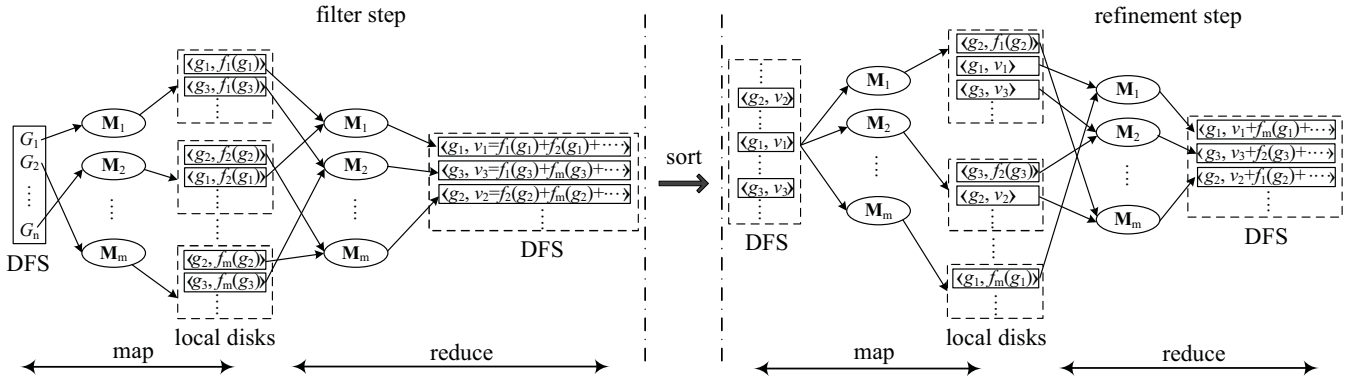 filter step
G1
G2
⋮
Gn
DFS
M1
M2
⋮
Mm
⟨g1, f1(g1)⟩
⟨g3, f1(g3)⟩
⋮
⟨g2, f2(g2)⟩
⟨g1, f2(g1)⟩
⋮
⟨g2, fm(g2)⟩
⟨g3, fm(g3)⟩
⋮
local disks
M1
M2
⋮
Mm
⟨g1, v1=f1(g1)+f2(g1)+⋯⟩
⟨g3, v3=f1(g3)+fm(g3)+⋯⟩
⟨g2, v2=f2(g2)+fm(g2)+⋯⟩
⋮
DFS
map
reduce
sort
refinement step
⋮
⟨g2, v2⟩
⋮
⟨g1, v1⟩
⋮
⟨g3, v3⟩
⋮
DFS
M1
M2
⋮
Mm
⟨g2, f1(g2)⟩
⟨g1, v1⟩
⟨g3, v3⟩
⋮
⟨g3, f2(g3)⟩
⟨g2, v2⟩
⋮
⟨g1, fm(g1)⟩
⋮
local disks
M1
M2
⋮
Mm
⟨g1, v1+fm(g1)+⋯⟩
⟨g3, v3+f2(g3)+⋯⟩
⟨g2, v2+f1(g2)+ ⋯⟩
⋮
DFS
map
reduce